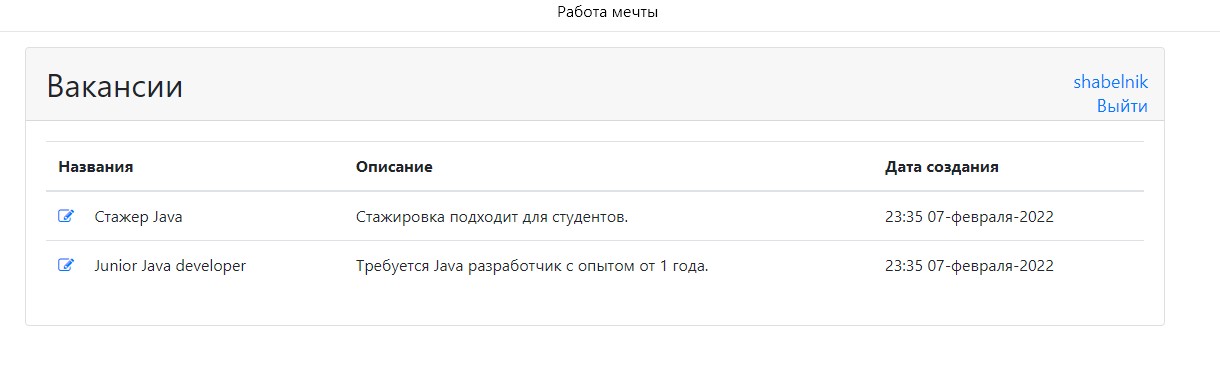 Работа мечты
Вакансии
shabelnik
Выйти
Названия Описание Дата создания
Стажер Java Стажировка подходит для студентов. 23:35 07-февраля-2022
Junior Java developer Требуется Java разработчик с опытом от 1 года. 23:35 07-февраля-2022